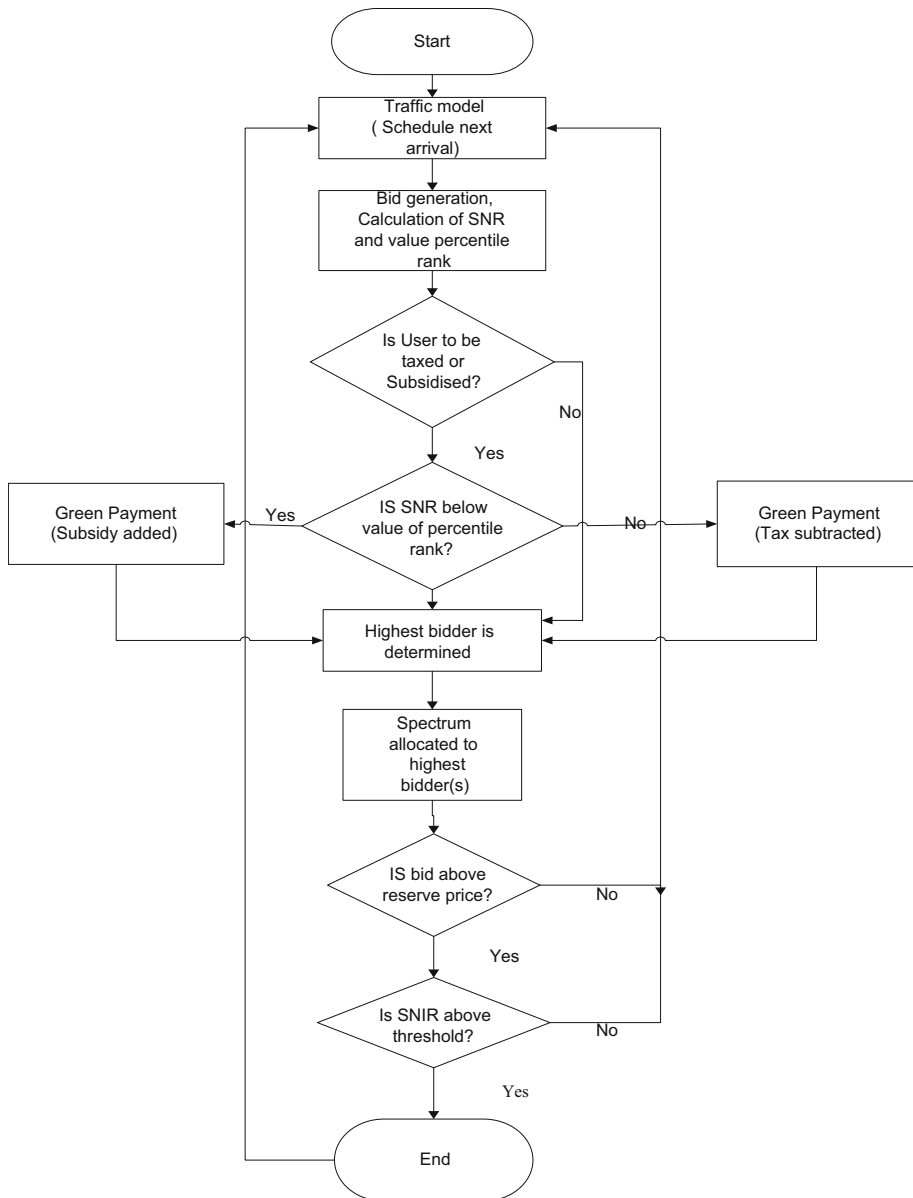 Start
Traffic model
( Schedule next
arrival)
Bid generation,
Calculation of SNR
and value percentile
rank
Is User to be
taxed or
Subsidised?
No
Yes
Green Payment
(Subsidy added)
Yes
IS SNR below
value of percentile
rank?
No
Green Payment
(Tax subtracted)
Highest bidder is
determined
Spectrum
allocated to
highest
bidder(s)
IS bid above
reserve price?
No
Yes
Is SNIR above
threshold?
No
Yes
End